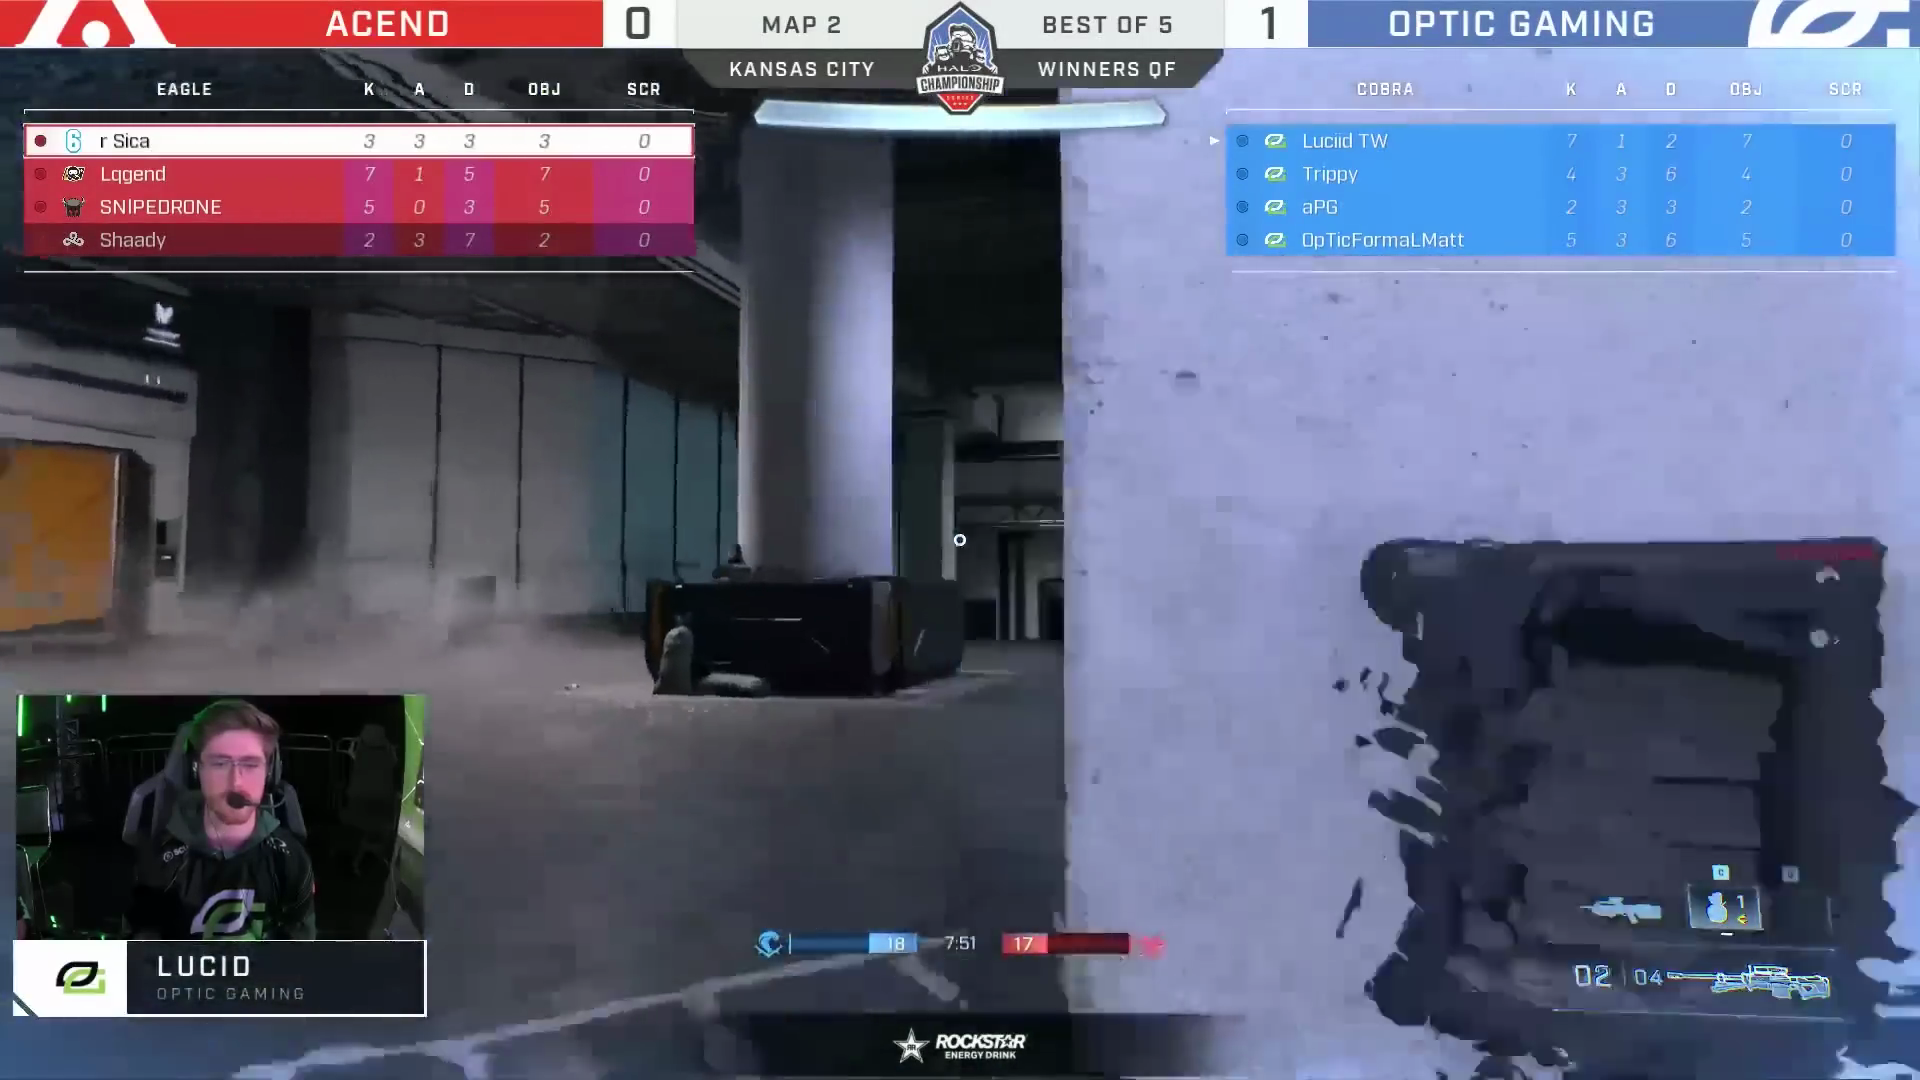 ACEND 0 MAP 2 BEST OF 5 1 OPTIC GAMING
KANSAS CITY WINNERS QF
HALO
CHAMPIONSHIP
SERIES
EAGLE K A D OBJ SCR
r Sica 3 3 3 3 0
Lqgend 7 1 5 7 0
SNIPEDRONE 5 0 3 5 0
Shaady 2 3 7 2 0
COBRA K A D OBJ SCR
Luciid TW 7 1 2 7 0
Trippy 4 3 6 4 0
aPG 2 3 3 2 0
OpTicFormaLMatt 5 3 6 5 0
18 7:51 17
C
1
02 04
LUCID
OPTIC GAMING
ROCKSTAR
ENERGY DRINK